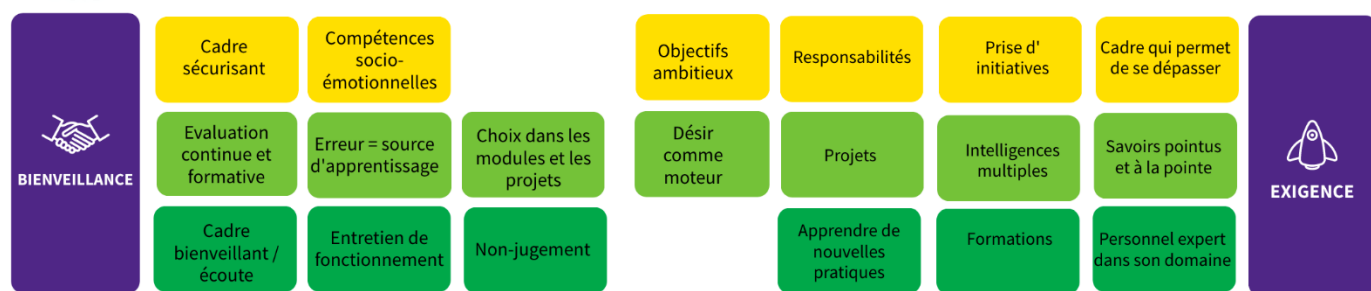 BIENVEILLANCE
Cadre
sécurisant
Compétences
socio-
émotionnelles
Objectifs
ambitieux
Responsabilités
Prise d'
initiatives
Cadre qui permet
de se dépasser
Evaluation
continue et
formative
Erreur = source
d'apprentissage
Choix dans les
modules et les
projets
Désir
comme
moteur
Projets
Intelligences
multiples
Savoirs pointus
et à la pointe
Cadre
bienveillant /
écoute
Entretien de
fonctionnement
Non-jugement
Apprendre de
nouvelles
pratiques
Formations
Personnel expert
dans son domaine
EXIGENCE